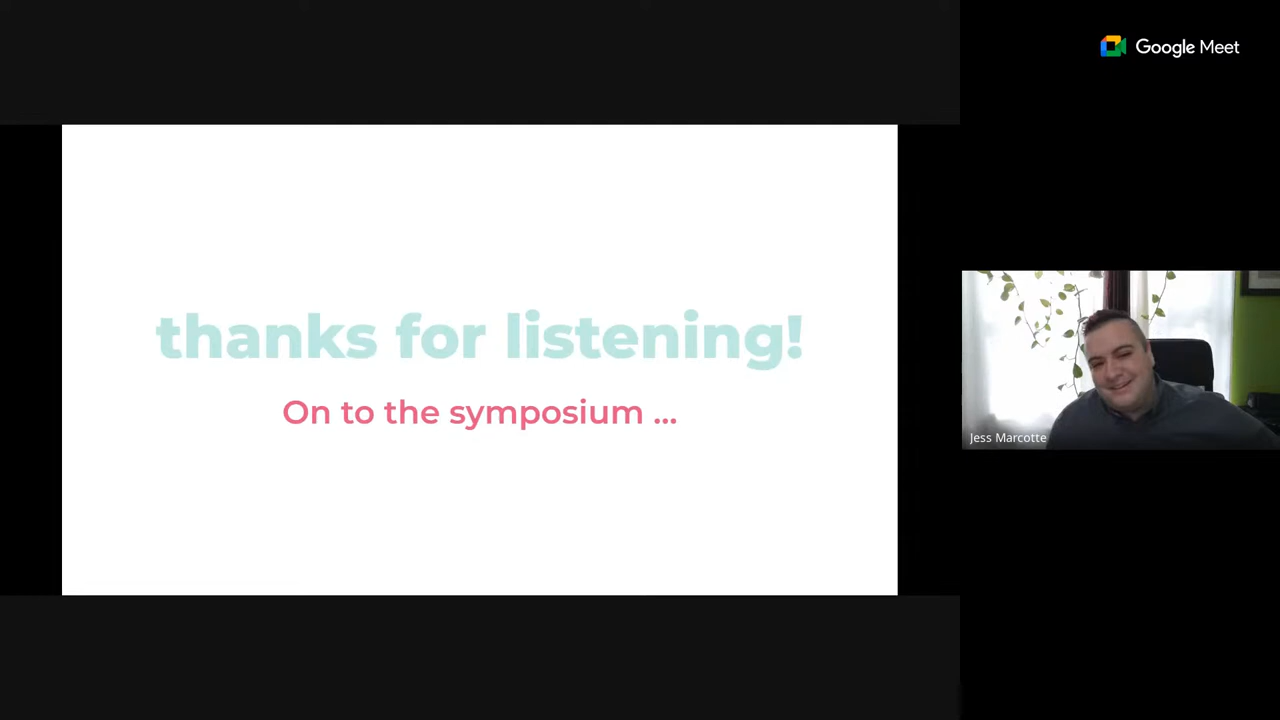 Google Meet
thanks for listening!
On to the symposium ...
Jess Marcotte